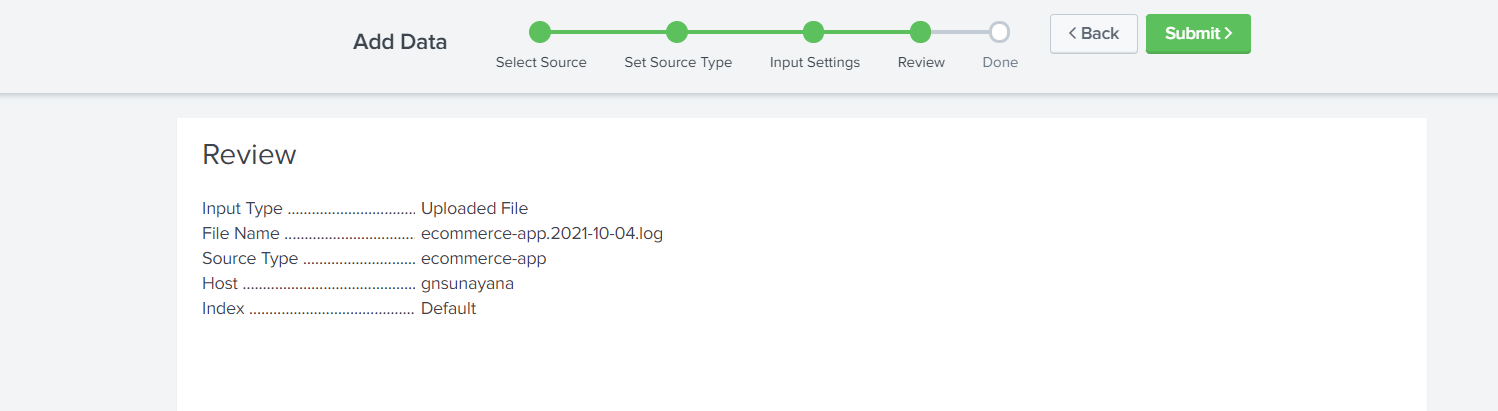 Add Data
Select Source
Set Source Type
Input Settings
Review
Done
< Back
Submit >
Review
Input Type ................................ Uploaded File
File Name ................................ ecommerce-app.2021-10-04.log
Source Type ............................ ecommerce-app
Host ........................................... gnsunayana
Index ......................................... Default